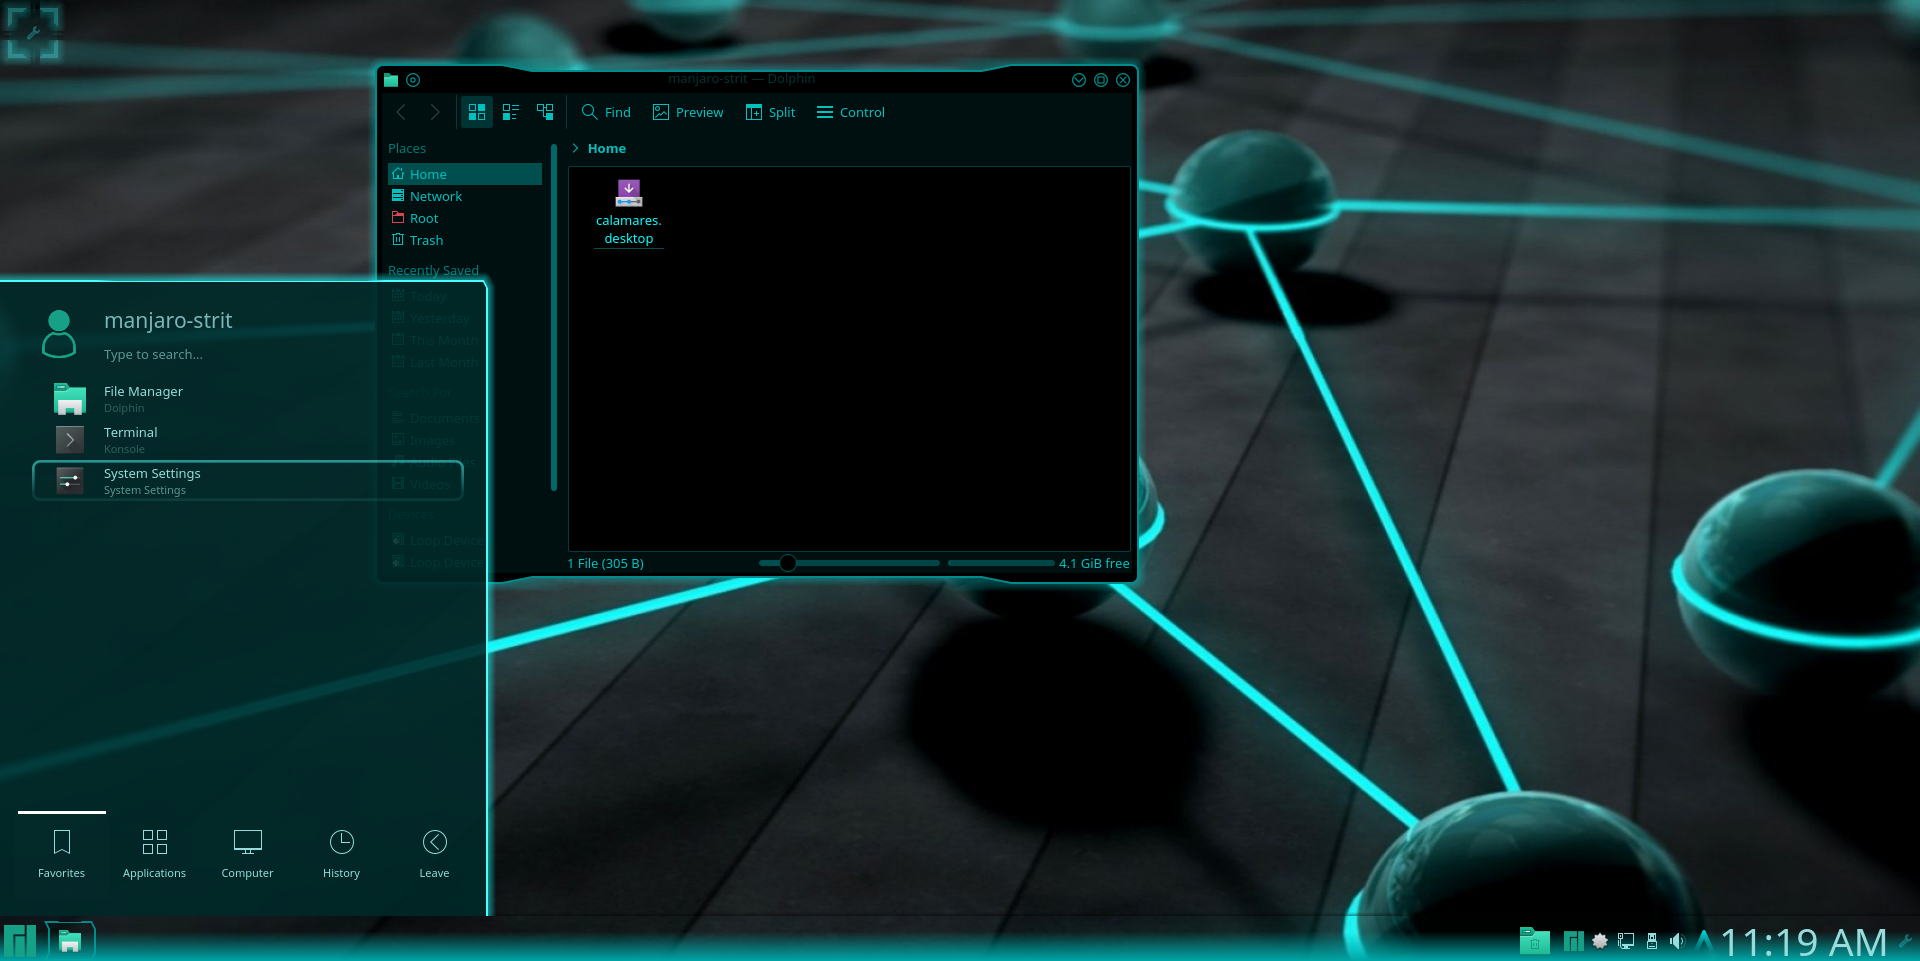 manjaro-strit — Dolphin
Find
Preview
Split
Control
Places
Home
Network
Root
Trash
Recently Saved
Today
Yesterday
This Month
Last Month
Search For
Documents
Images
Audio
Videos
Devices
Loop Device
Loop Device
Home
calamares.
desktop
1 File (305 B)
4.1 GiB free
manjaro-strit
Type to search...
File Manager
Dolphin
Terminal
Konsole
System Settings
System Settings
Favorites
Applications
Computer
History
Leave
11:19 AM